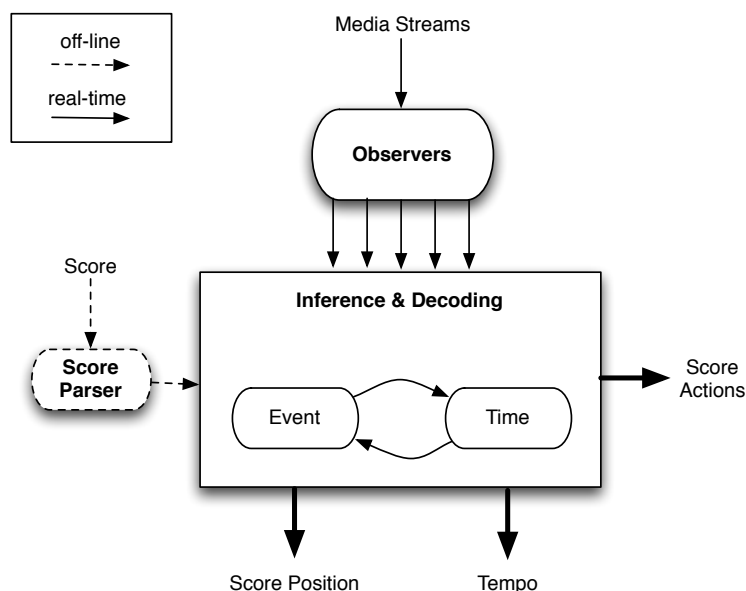 off-line
real-time
Media Streams
Observers
Score
Score
Parser
Inference & Decoding
Event
Time
Score
Actions
Score Position
Tempo